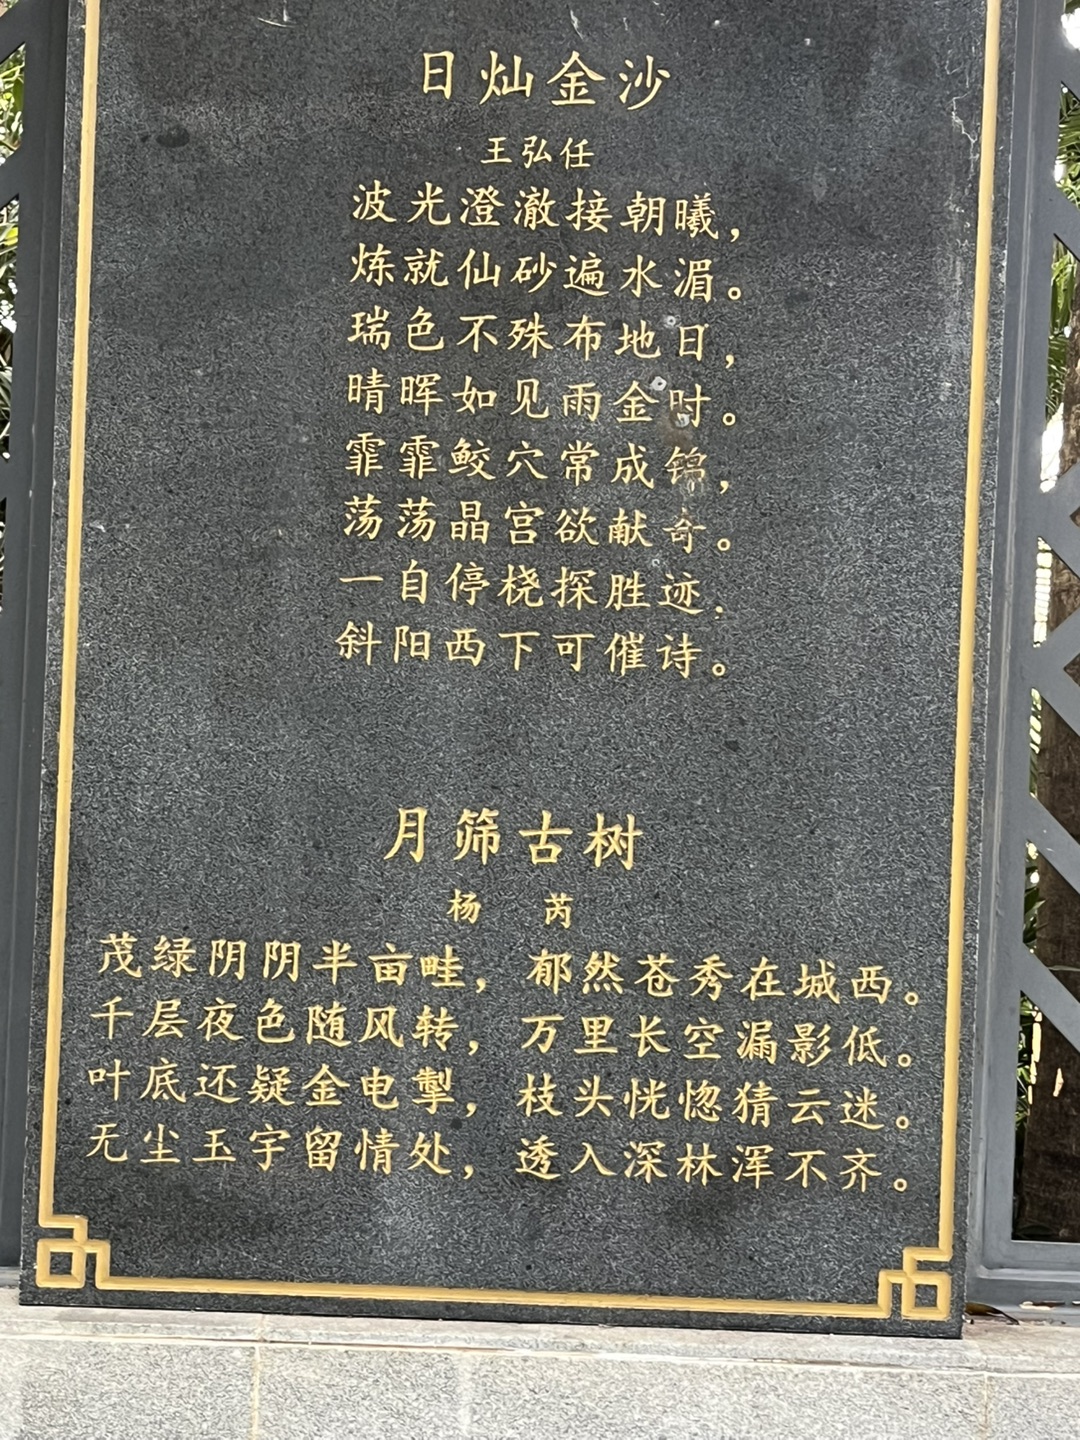 日灿金沙
王弘任
波光澄澈接朝曦，
炼就仙砂遍水湄。
瑞色不殊布地日，
晴晖如见雨金时。
霏霏鲛穴常成锦，
荡荡晶宫欲献奇。
一自停桡探胜迹，
斜阳西下可催诗。
月筛古树
杨 芮
茂绿阴阴半亩畦，郁然苍秀在城西。
千层夜色随风转，万里长空漏影低。
叶底还疑金电掣，枝头恍惚猜云迷。
无尘玉宇留情处，透入深林浑不齐。